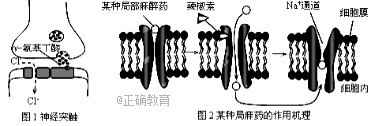 某种局部麻醉药
辣椒素
Na⁺通道
细胞膜
细胞内
γ-氨基丁酸
Cl⁻
Cl⁻
@正确教育
图1 神经突触
图2 某种局麻药的作用机理